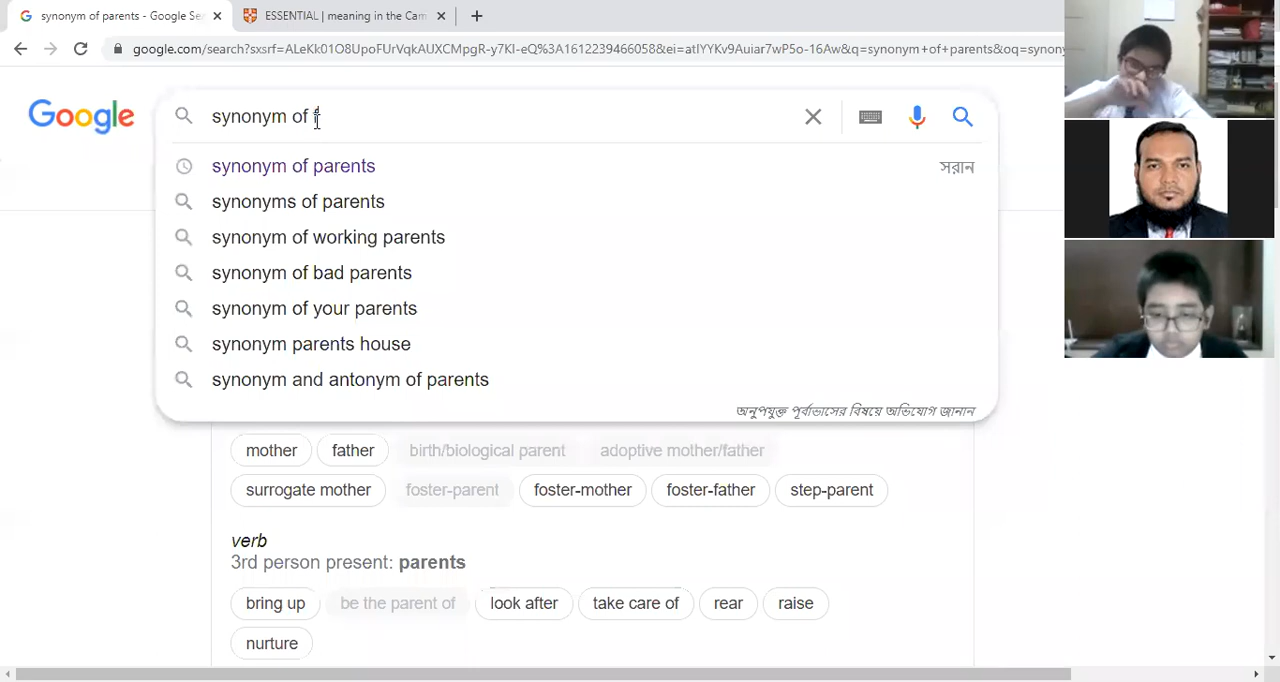 synonym of parents - Google Se
ESSENTIAL | meaning in the Cam
google.com/search?sxsrf=ALeKk01O8UpoFUrVqkAUXCMpgR-y7KI-eQ%3A1612239466058&ei=atIYYKv9Auiar7wP5o-16Aw&q=synonym+of+parents&oq=synony
Google
synonym of f
synonym of parents
সরান
synonyms of parents
synonym of working parents
synonym of bad parents
synonym of your parents
synonym parents house
synonym and antonym of parents
অনুপযুক্ত পূর্বাভাসের বিষয়ে অভিযোগ জানান
mother father birth/biological parent adoptive mother/father
surrogate mother foster-parent foster-mother foster-father step-parent
verb
3rd person present: parents
bring up be the parent of look after take care of rear raise
nurture